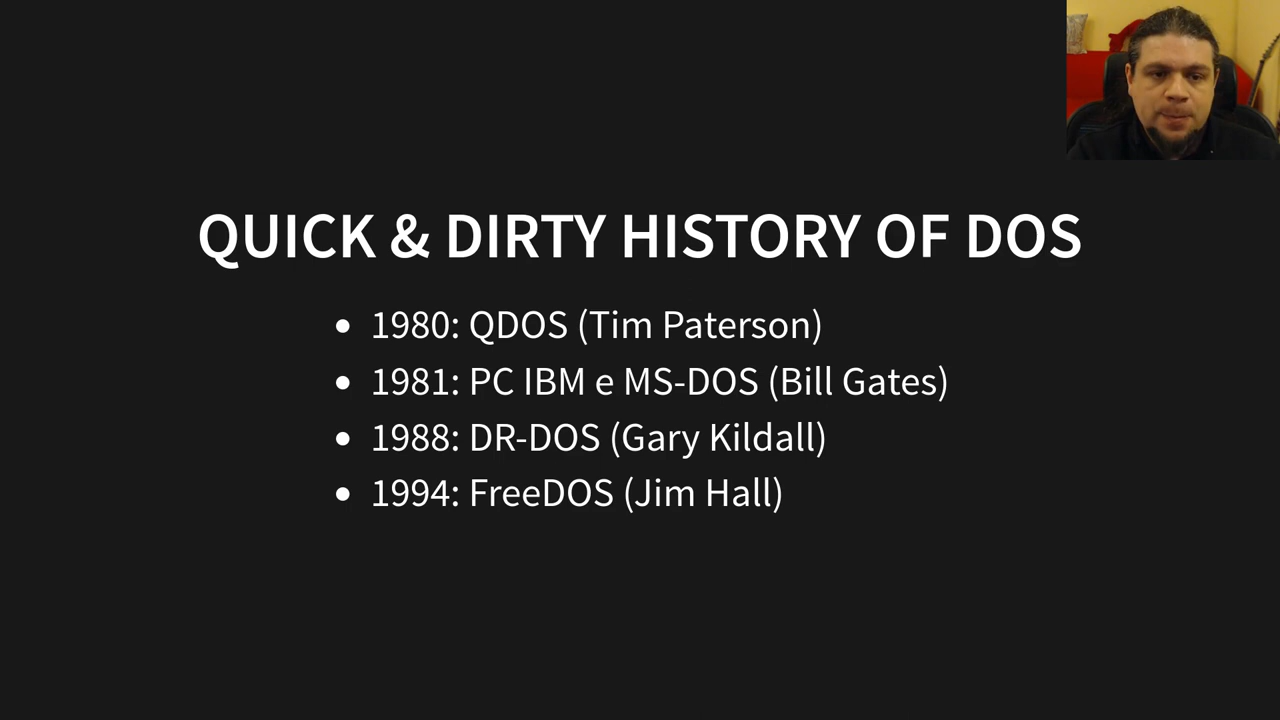 QUICK & DIRTY HISTORY OF DOS
• 1980: QDOS (Tim Paterson)
• 1981: PC IBM e MS-DOS (Bill Gates)
• 1988: DR-DOS (Gary Kildall)
• 1994: FreeDOS (Jim Hall)